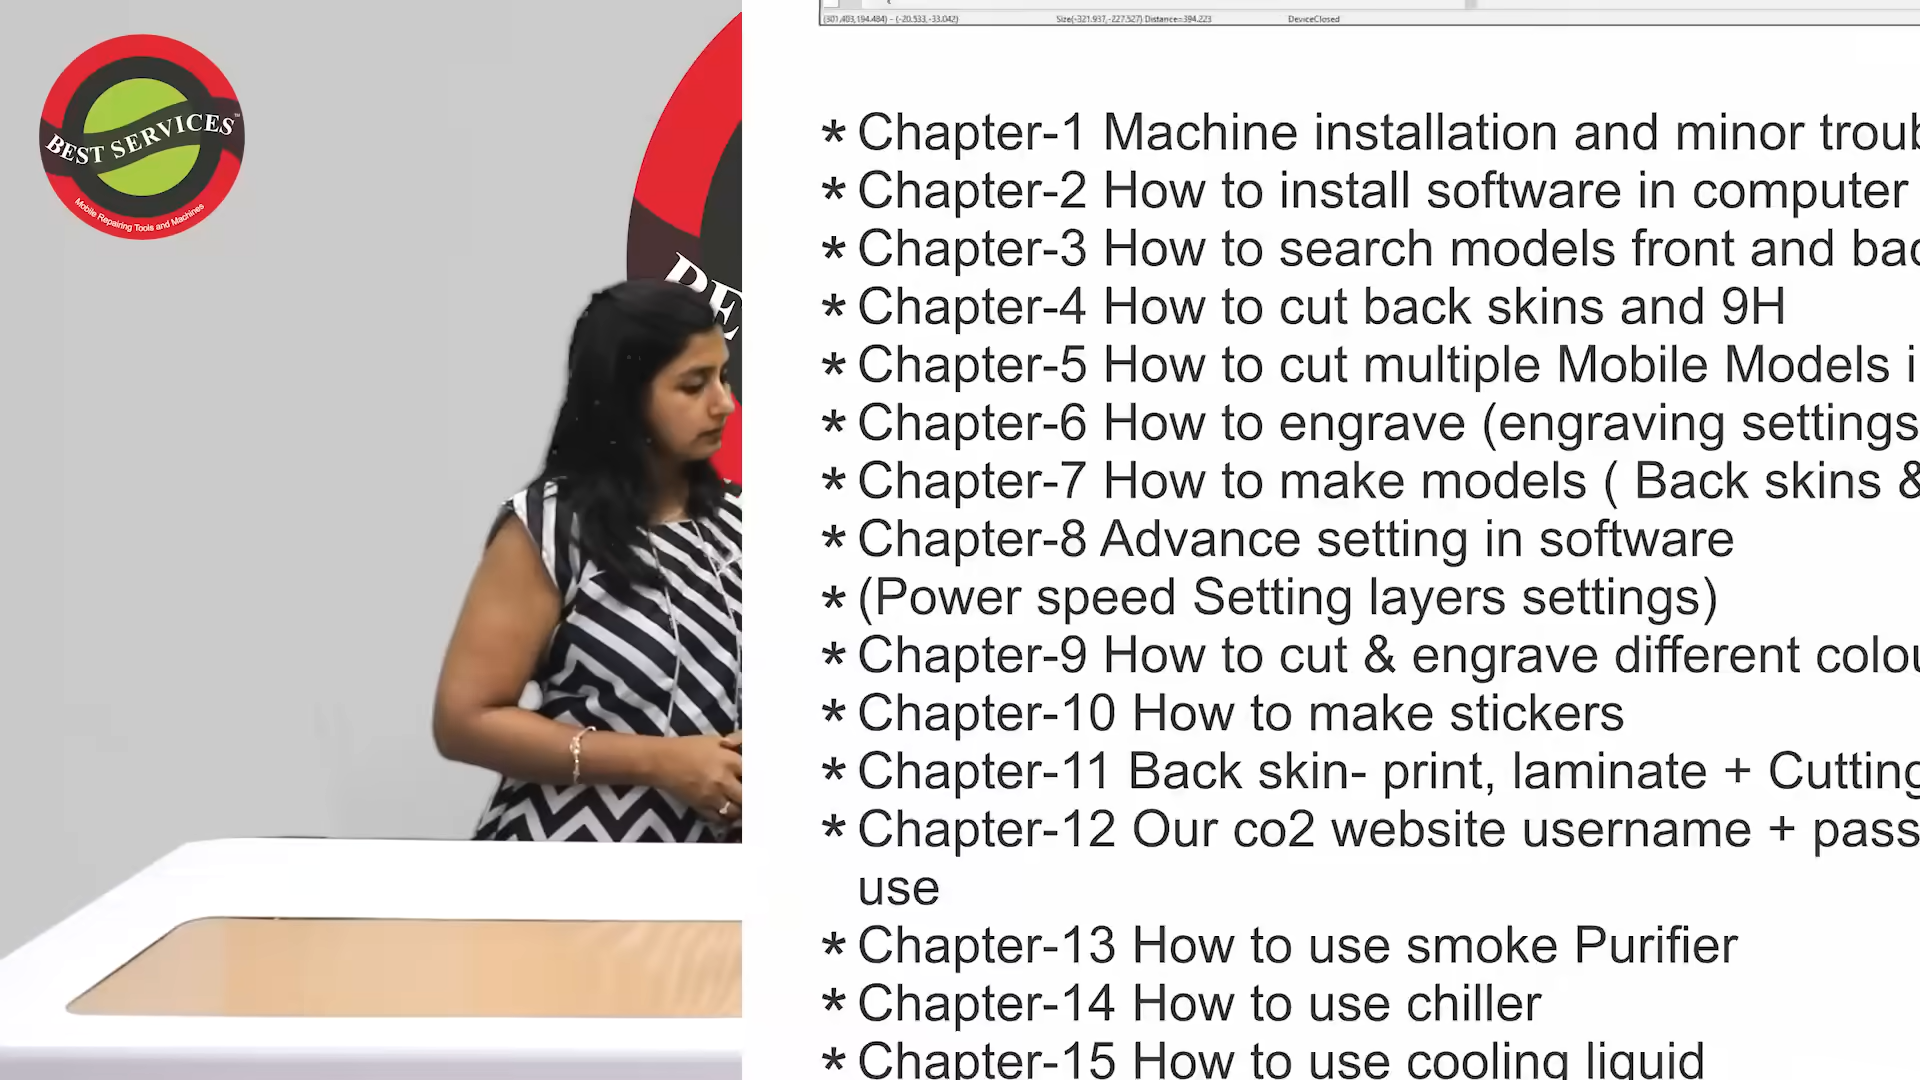 (301,403,194.484) - (-20.533,-33.042) Size(-321.937,-227.527) Distance=394.223 DeviceClosed
BEST SERVICES
Mobile Repairing Tools and Machines
BE
* Chapter-1 Machine installation and minor troub
* Chapter-2 How to install software in computer
* Chapter-3 How to search models front and bac
* Chapter-4 How to cut back skins and 9H
* Chapter-5 How to cut multiple Mobile Models i
* Chapter-6 How to engrave (engraving settings
* Chapter-7 How to make models ( Back skins &
* Chapter-8 Advance setting in software
* (Power speed Setting layers settings)
* Chapter-9 How to cut & engrave different colou
* Chapter-10 How to make stickers
* Chapter-11 Back skin- print, laminate + Cutting
* Chapter-12 Our co2 website username + pass
use
* Chapter-13 How to use smoke Purifier
* Chapter-14 How to use chiller
* Chapter-15 How to use cooling liquid